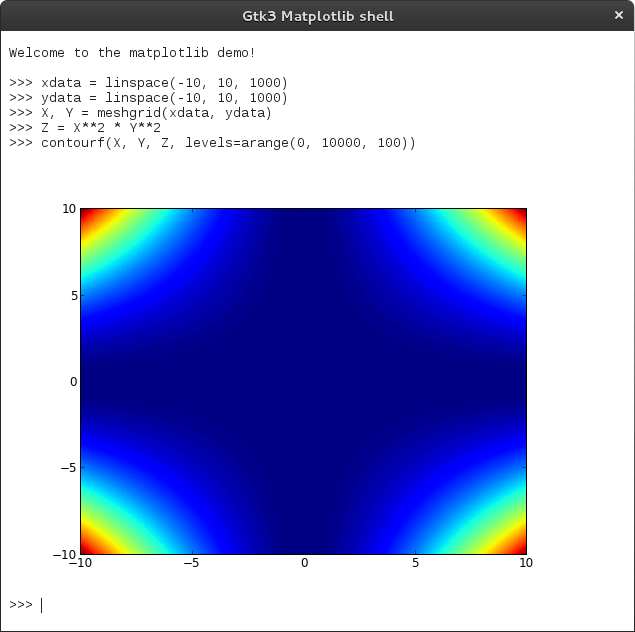 Gtk3 Matplotlib shell ×
Welcome to the matplotlib demo!
>>> xdata = linspace(-10, 10, 1000)
>>> ydata = linspace(-10, 10, 1000)
>>> X, Y = meshgrid(xdata, ydata)
>>> Z = X**2 * Y**2
>>> contourf(X, Y, Z, levels=arange(0, 10000, 100))
10
5
0
−5
−10
−10 −5 0 5 10
>>>